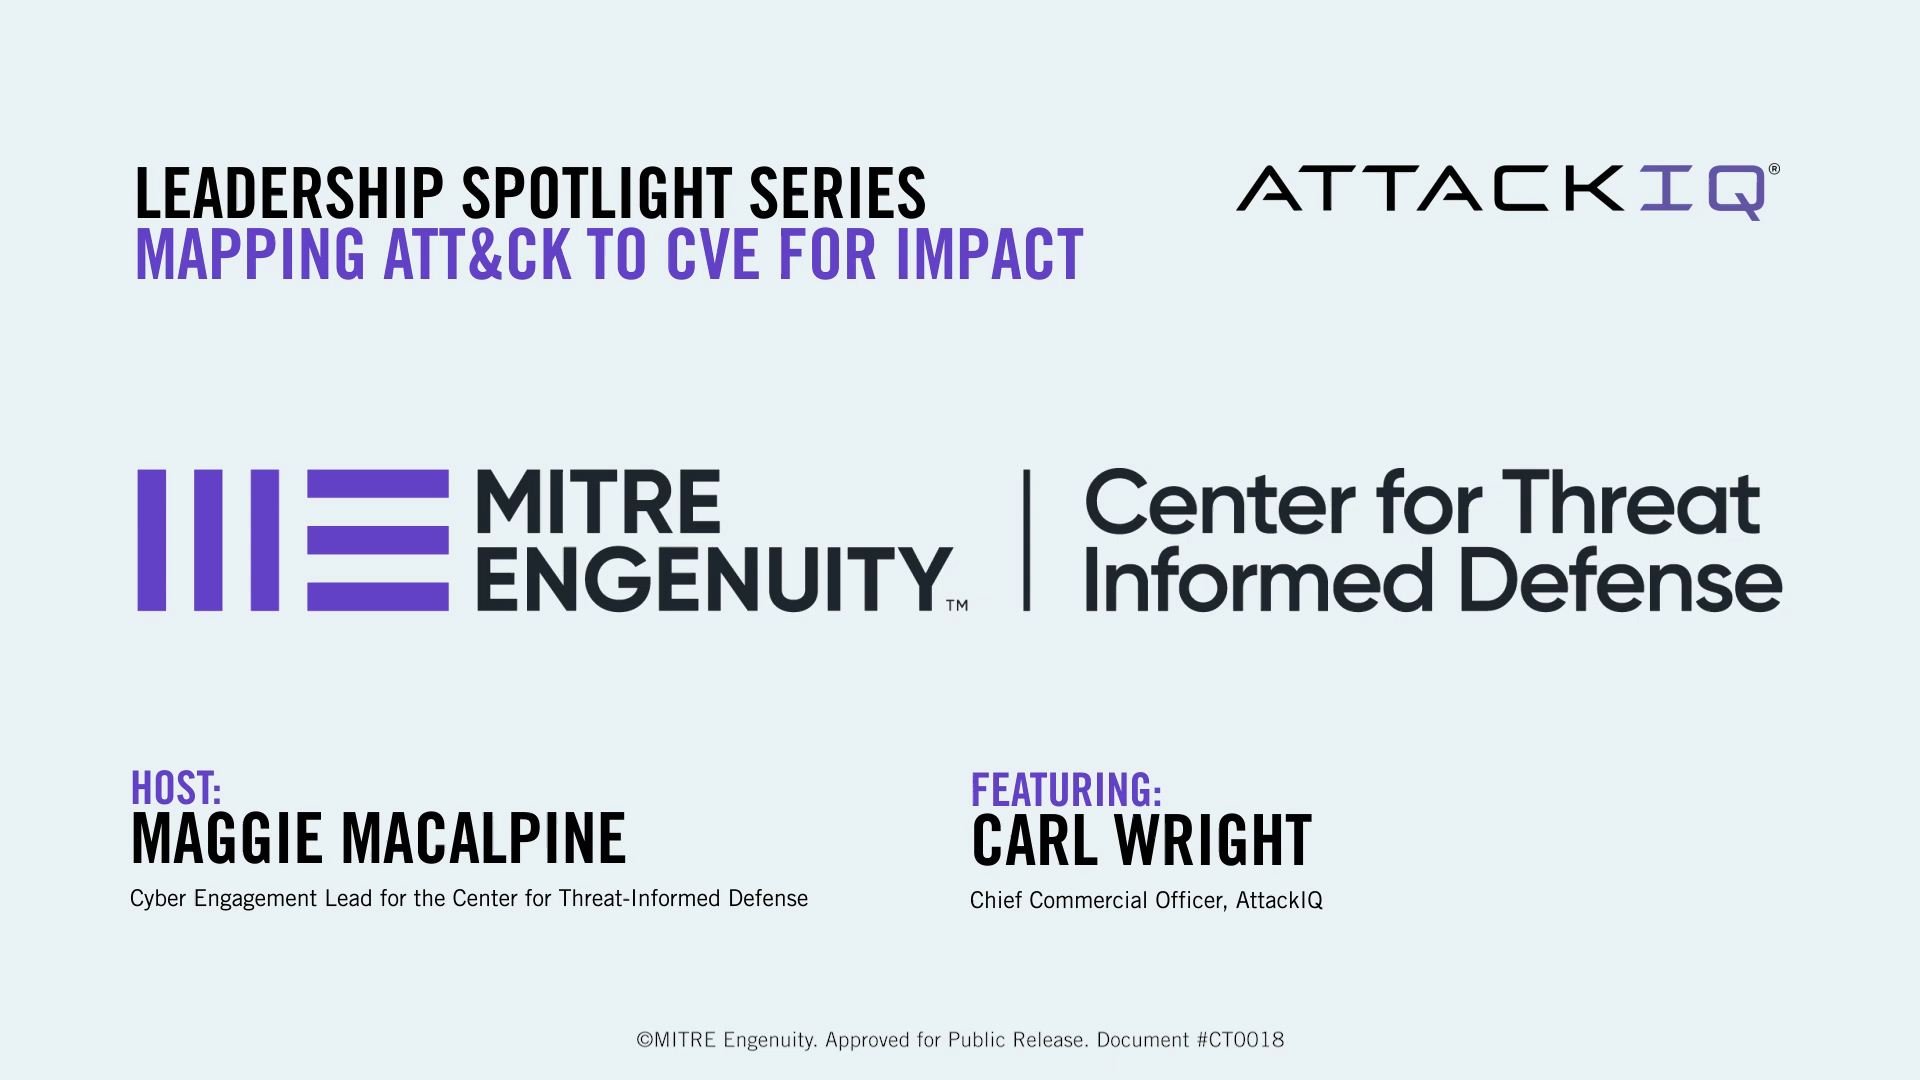 LEADERSHIP SPOTLIGHT SERIES
MAPPING ATT&CK TO CVE FOR IMPACT
ATTACKIQ®
MITRE
ENGENUITY™
Center for Threat
Informed Defense
HOST:
MAGGIE MACALPINE
Cyber Engagement Lead for the Center for Threat-Informed Defense
FEATURING:
CARL WRIGHT
Chief Commercial Officer, AttackIQ
©MITRE Engenuity. Approved for Public Release. Document #CT0018